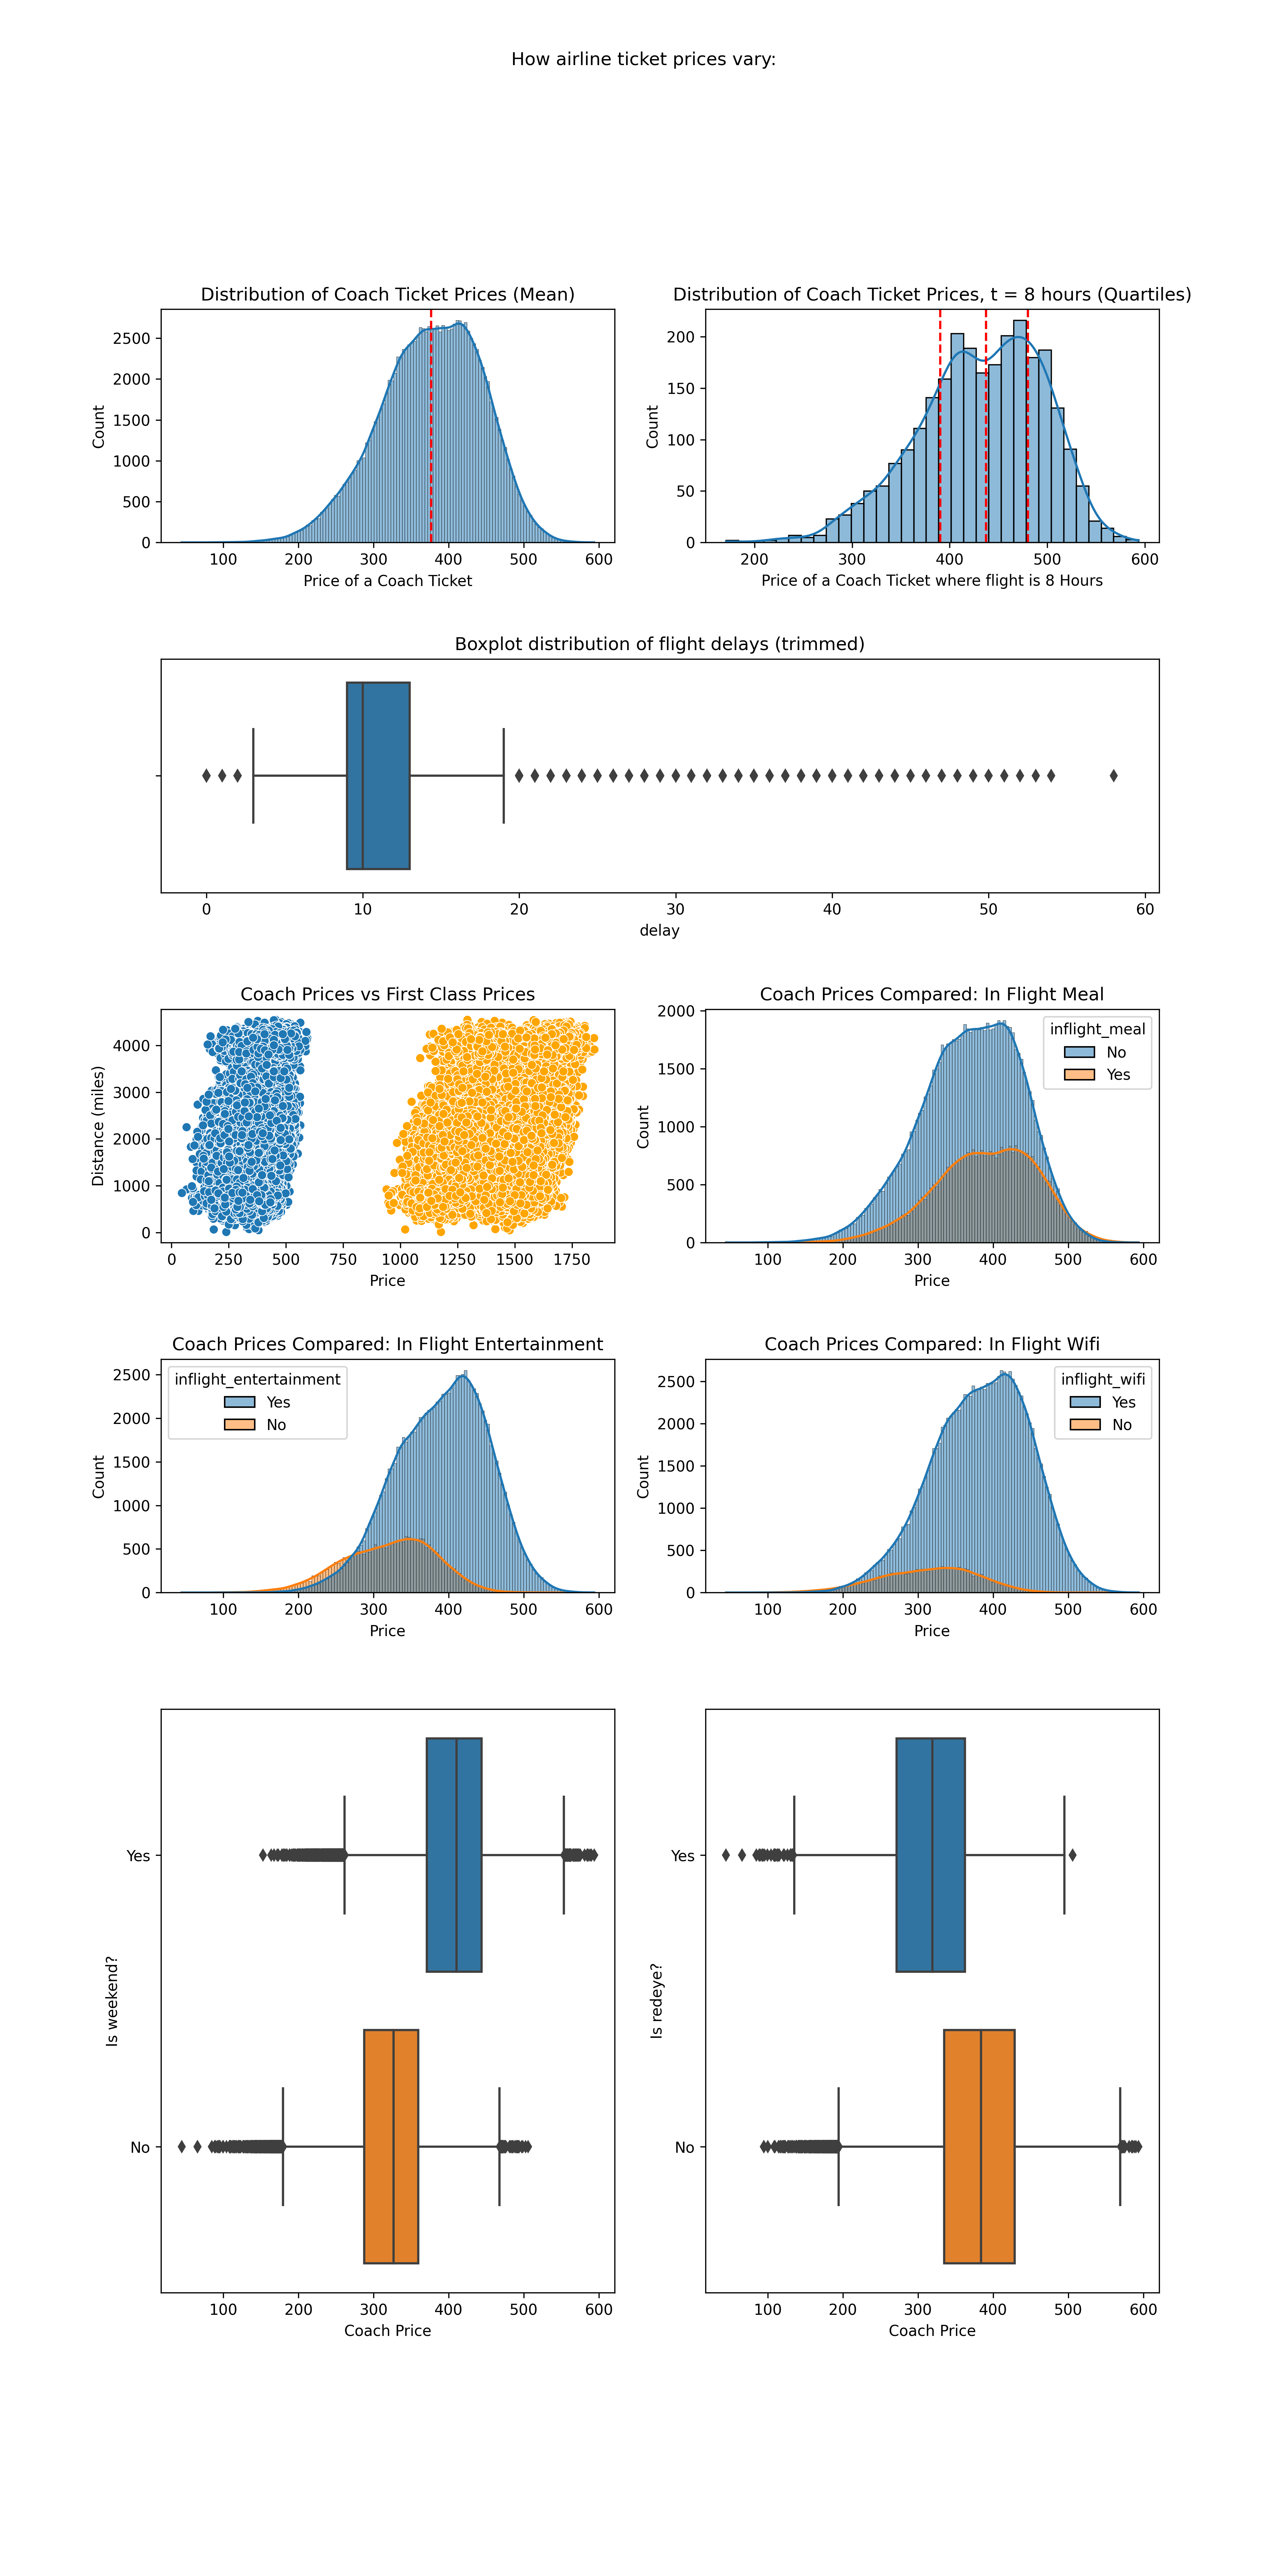 How airline ticket prices vary:
Distribution of Coach Ticket Prices (Mean)
Count
2500
2000
1500
1000
500
0
100 200 300 400 500 600
Price of a Coach Ticket
Distribution of Coach Ticket Prices, t = 8 hours (Quartiles)
Count
200
150
100
50
0
200 300 400 500 600
Price of a Coach Ticket where flight is 8 Hours
Boxplot distribution of flight delays (trimmed)
0 10 20 30 40 50 60
delay
Coach Prices vs First Class Prices
Distance (miles)
4000
3000
2000
1000
0
0 250 500 750 1000 1250 1500 1750
Price
Coach Prices Compared: In Flight Meal
inflight_meal
No
Yes
Count
2000
1500
1000
500
0
100 200 300 400 500 600
Price
Coach Prices Compared: In Flight Entertainment
inflight_entertainment
Yes
No
Count
2500
2000
1500
1000
500
0
100 200 300 400 500 600
Price
Coach Prices Compared: In Flight Wifi
inflight_wifi
Yes
No
Count
2500
2000
1500
1000
500
0
100 200 300 400 500 600
Price
Is weekend?
Yes
No
100 200 300 400 500 600
Coach Price
Is redeye?
Yes
No
100 200 300 400 500 600
Coach Price